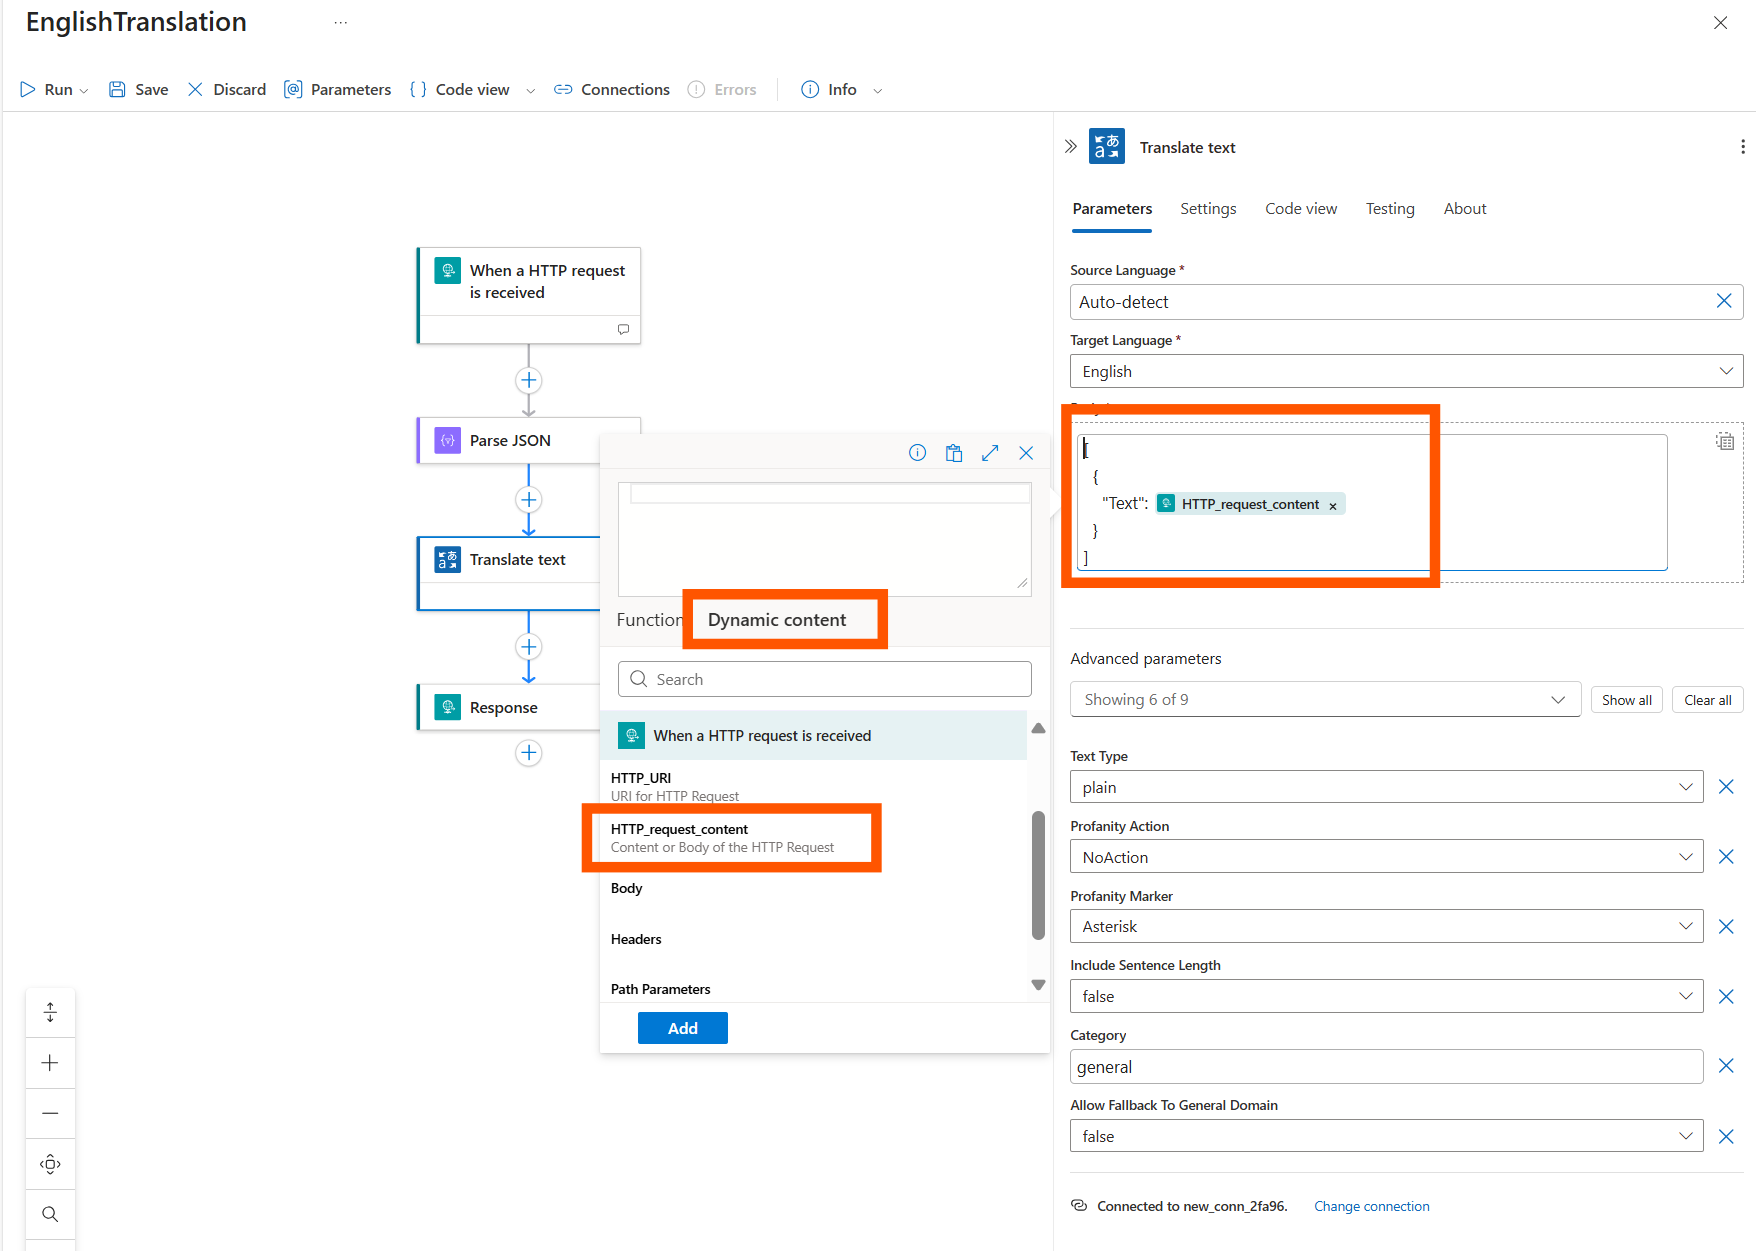 EnglishTranslation
Run
Save
Discard
Parameters
Code view
Connections
Errors
Info
When a HTTP request
is received
Parse JSON
Translate text
Response
Function
Dynamic content
Search
When a HTTP request is received
HTTP_URI
URI for HTTP Request
HTTP_request_content
Content or Body of the HTTP Request
Body
Headers
Path Parameters
Add
Translate text
Parameters
Settings
Code view
Testing
About
Source Language *
Auto-detect
Target Language *
English
[
{
"Text": HTTP_request_content ×
}
]
Advanced parameters
Showing 6 of 9
Show all
Clear all
Text Type
plain
Profanity Action
NoAction
Profanity Marker
Asterisk
Include Sentence Length
false
Category
general
Allow Fallback To General Domain
false
Connected to new_conn_2fa96.
Change connection